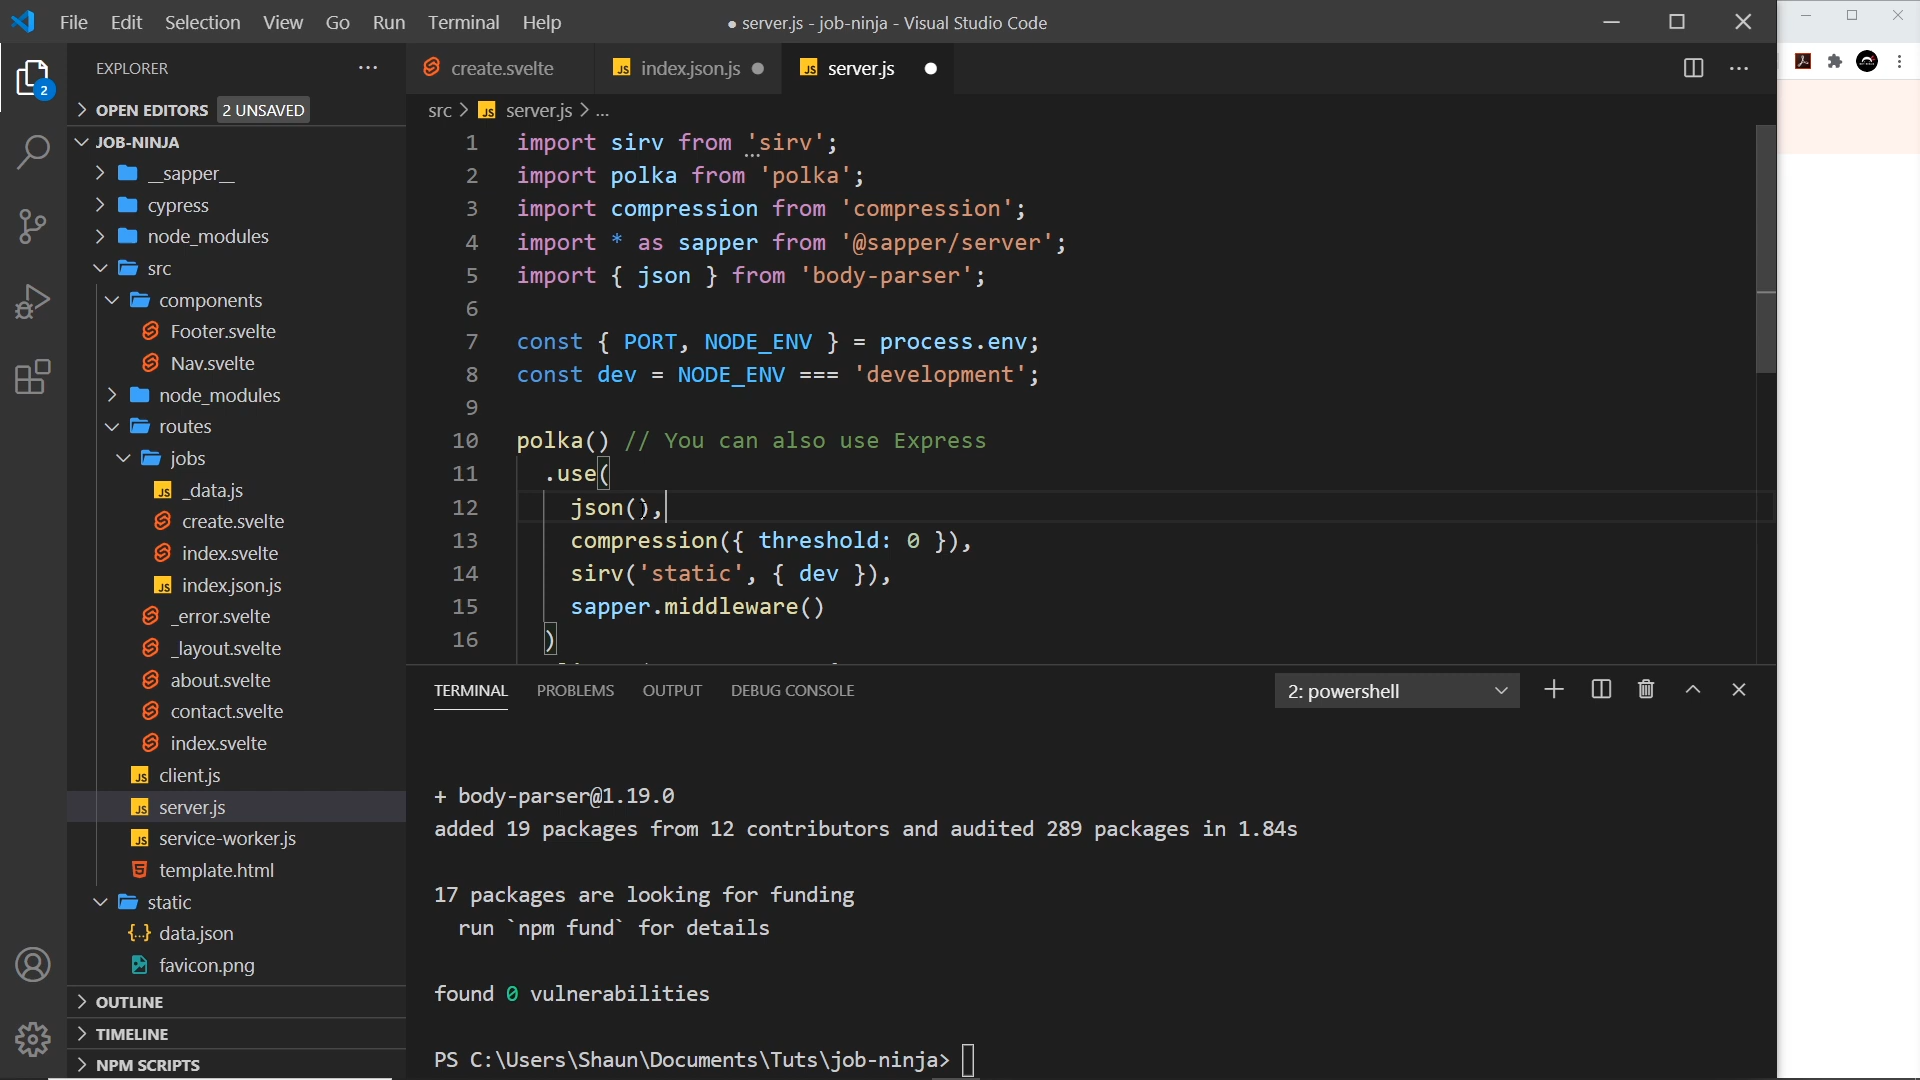 File Edit Selection View Go Run Terminal Help
● server.js - job-ninja - Visual Studio Code
EXPLORER
OPEN EDITORS 2 UNSAVED
JOB-NINJA
__sapper__
cypress
node_modules
src
components
Footer.svelte
Nav.svelte
node_modules
routes
jobs
_data.js
create.svelte
index.svelte
index.json.js
_error.svelte
_layout.svelte
about.svelte
contact.svelte
index.svelte
client.js
server.js
service-worker.js
template.html
static
data.json
favicon.png
OUTLINE
TIMELINE
NPM SCRIPTS
2
create.svelte
JS index.json.js
JS server.js
src > JS server.js > ...
1 import sirv from 'sirv';
2 import polka from 'polka';
3 import compression from 'compression';
4 import * as sapper from '@sapper/server';
5 import { json } from 'body-parser';
6
7 const { PORT, NODE_ENV } = process.env;
8 const dev = NODE_ENV === 'development';
9
10 polka() // You can also use Express
11 .use(
12 json(),
13 compression({ threshold: 0 }),
14 sirv('static', { dev }),
15 sapper.middleware()
16 )
TERMINAL PROBLEMS OUTPUT DEBUG CONSOLE
2: powershell
+ body-parser@1.19.0
added 19 packages from 12 contributors and audited 289 packages in 1.84s
17 packages are looking for funding
run `npm fund` for details
found 0 vulnerabilities
PS C:\Users\Shaun\Documents\Tuts\job-ninja>